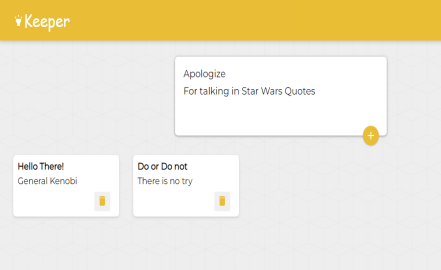 Keeper
Apologize
For talking in Star Wars Quotes
+
Hello There!
General Kenobi
Do or Do not
There is no try